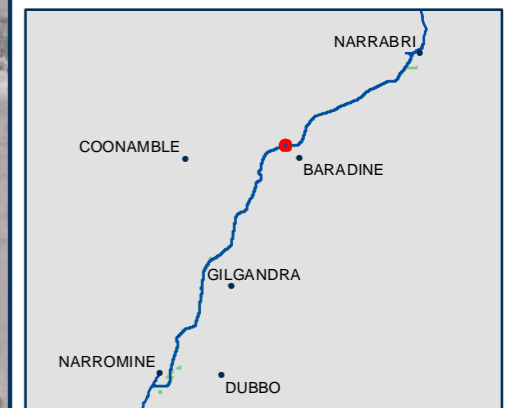 NARRABRI
COONAMBLE
BARADINE
GILGANDRA
NARROMINE
DUBBO